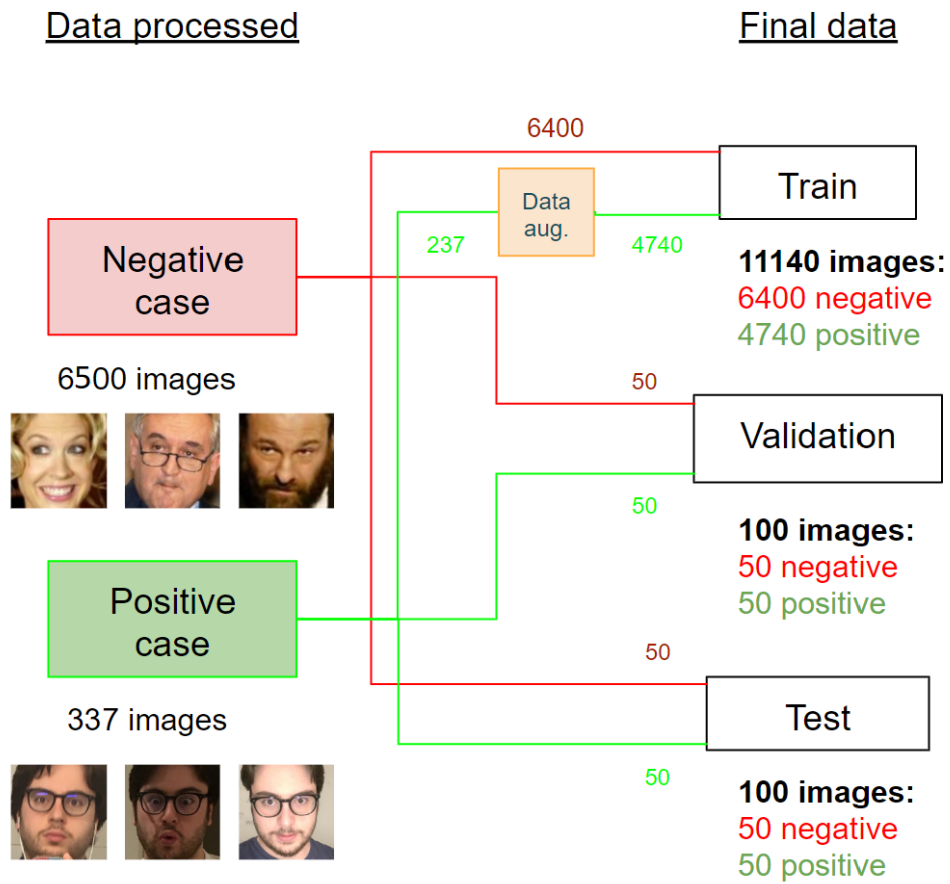 Data processed
Final data
6400
Train
Data
aug.
237
4740
Negative
case
11140 images:
6400 negative
4740 positive
6500 images
50
Validation
50
100 images:
50 negative
50 positive
Positive
case
50
Test
337 images
50
100 images:
50 negative
50 positive